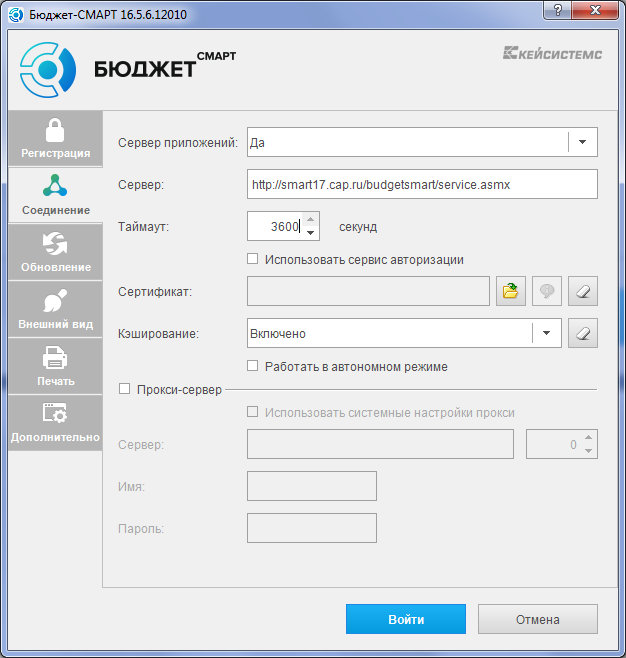 Бюджет-СМАРТ 16.5.6.12010
БЮДЖЕТ СМАРТ
КЕЙСИСТЕМС
Регистрация
Соединение
Обновление
Внешний вид
Печать
Дополнительно
Сервер приложений: Да
Сервер: http://smart17.cap.ru/budgetsmart/service.asmx
Таймаут: 3600 секунд
Использовать сервис авторизации
Сертификат:
Кэширование: Включено
Работать в автономном режиме
Прокси-сервер
Использовать системные настройки прокси
Сервер: 0
Имя:
Пароль:
Войти Отмена